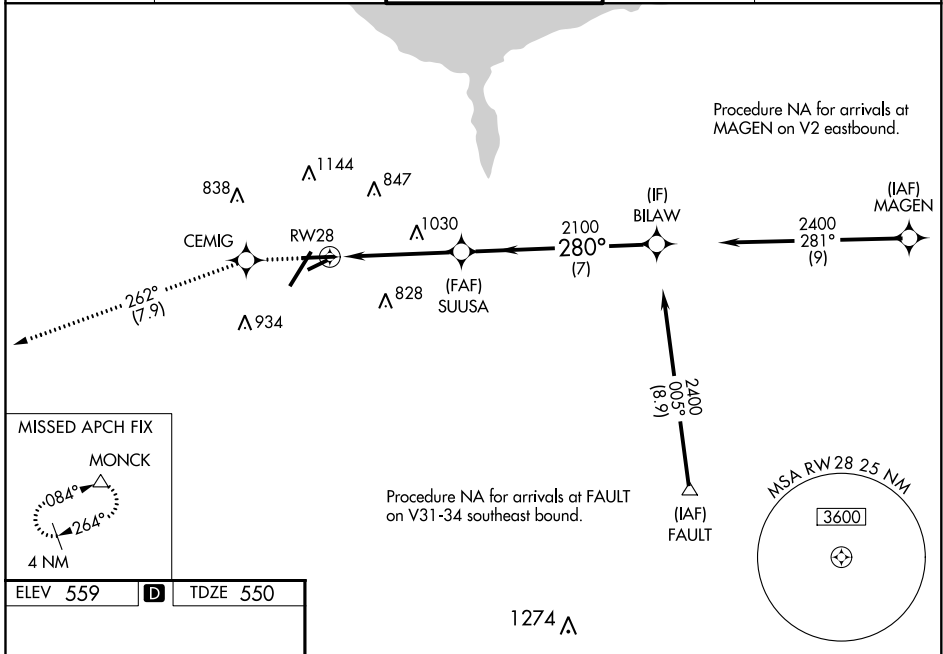 Procedure NA for arrivals at
MAGEN on V2 eastbound.
1144
838
847
(IAF)
MAGEN
(IF)
BILAW
1030
CEMIG
RW28
2100
280°
(7)
2400
281°
(9)
(FAF)
SUUSA
828
262°
(7.9)
934
2400
005°
(8.9)
MISSED APCH FIX
MONCK
084°
264°
4 NM
Procedure NA for arrivals at FAULT
on V31-34 southeast bound.
(IAF)
FAULT
MSA RW 28 25 NM
3600
ELEV 559 D TDZE 550
1274